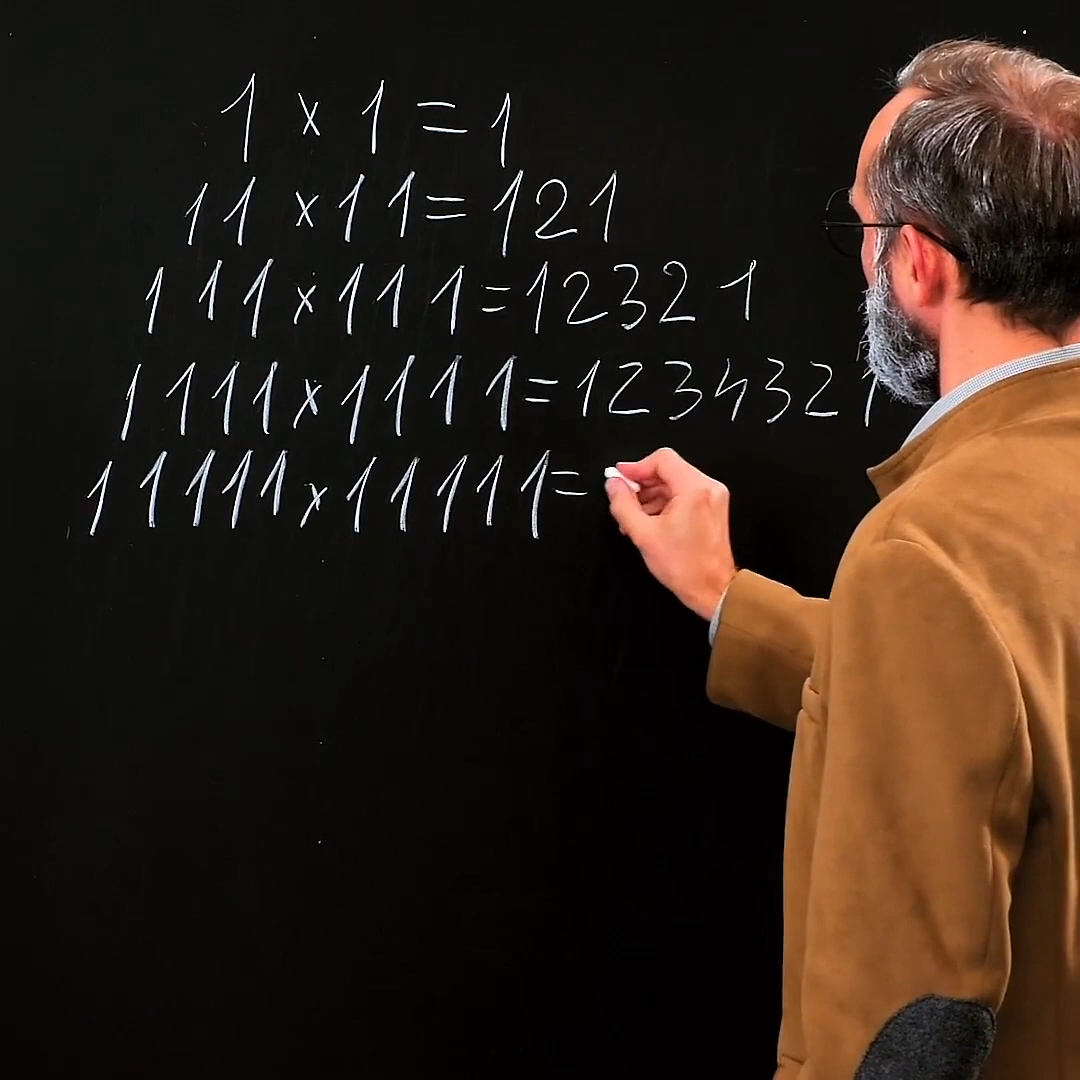 1 x 1 = 1
11 x 11 = 121
111 x 111 = 12321
1111 x 1111 = 1234321
11111 x 11111 =